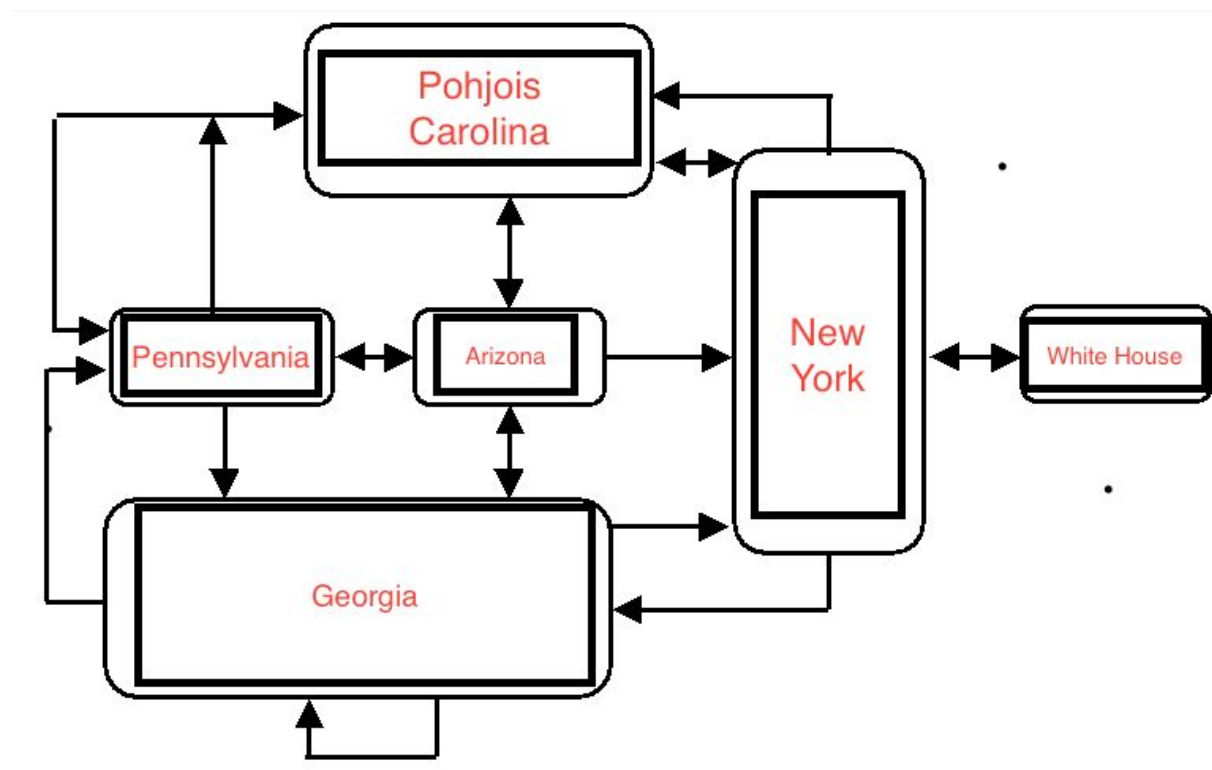 Pohjois
Carolina
New
York
Pennsylvania
Arizona
White House
Georgia